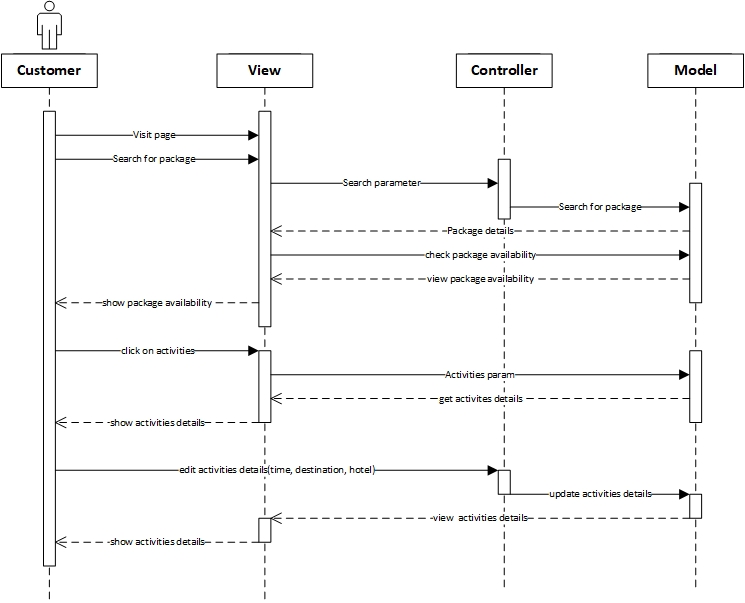 Customer
View
Controller
Model
Visit page
Search for package
Search parameter
Search for package
Package details
check package availability
view package availability
show package availability
click on activities
Activities param
get activites details
show activities details
edit activities details(time, destination, hotel)
update activities details
view activities details
show activities details